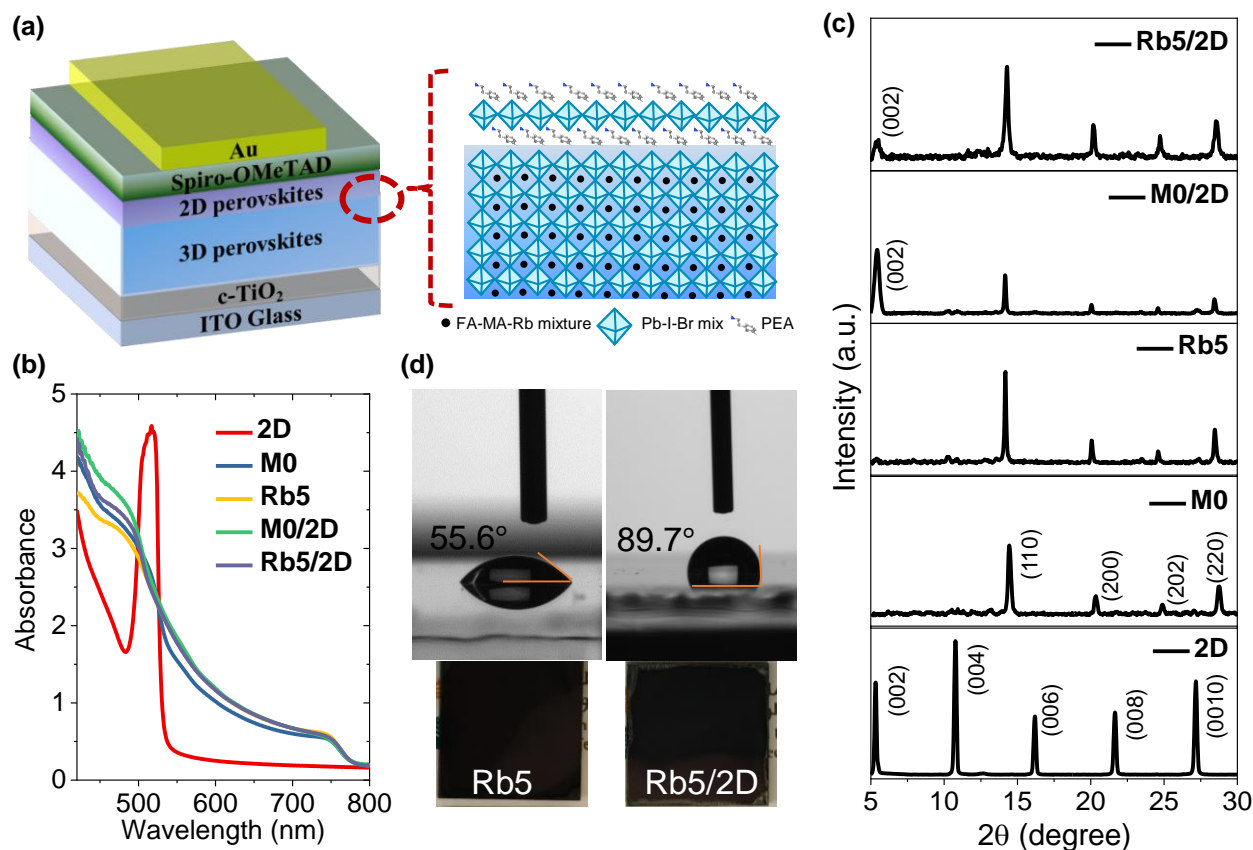 (a)
Au
Spiro-OMeTAD
2D perovskites
3D perovskites
c-TiO2
ITO Glass
FA-MA-Rb mixture
Pb-I-Br mix
PEA
(b)
5
4
3
2
1
0
Absorbance
500
600
700
800
Wavelength (nm)
2D
M0
Rb5
M0/2D
Rb5/2D
(d)
55.6°
89.7°
Rb5
Rb5/2D
(c)
Intensity (a.u.)
Rb5/2D
(002)
M0/2D
(002)
Rb5
M0
(110)
(200)
(202)
(220)
2D
(002)
(004)
(006)
(008)
(0010)
5
10
15
20
25
30
2θ (degree)